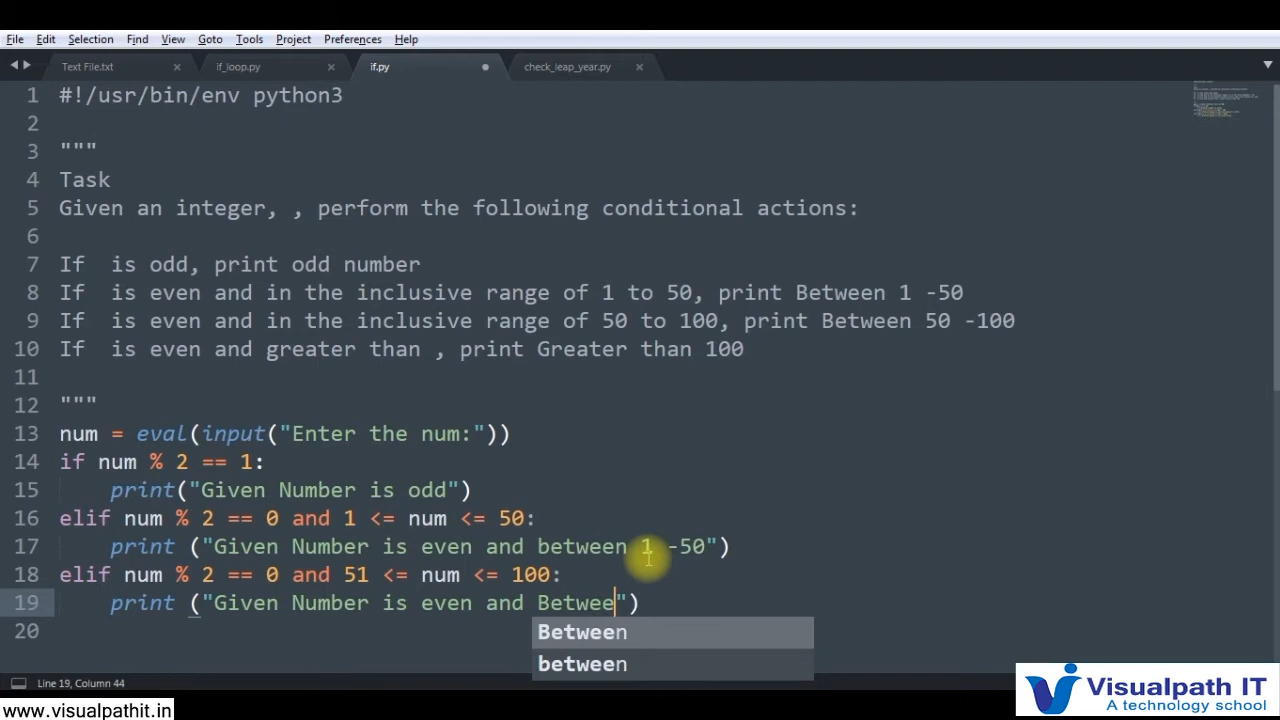 File Edit Selection Find View Goto Tools Project Preferences Help
Text File.txt if_loop.py if.py check_leap_year.py
1 #!/usr/bin/env python3
2
3 """
4 Task
5 Given an integer, , perform the following conditional actions:
6
7 If  is odd, print odd number
8 If  is even and in the inclusive range of 1 to 50, print Between 1 -50
9 If  is even and in the inclusive range of 50 to 100, print Between 50 -100
10 If  is even and greater than , print Greater than 100
11
12 """
13 num = eval(input("Enter the num:"))
14 if num % 2 == 1:
15     print("Given Number is odd")
16 elif num % 2 == 0 and 1 <= num <= 50:
17     print ("Given Number is even and between 1 -50")
18 elif num % 2 == 0 and 51 <= num <= 100:
19     print ("Given Number is even and Betwee")
20
Between
between
Line 19, Column 44
Visualpath IT
A technology school
www.visualpathit.in